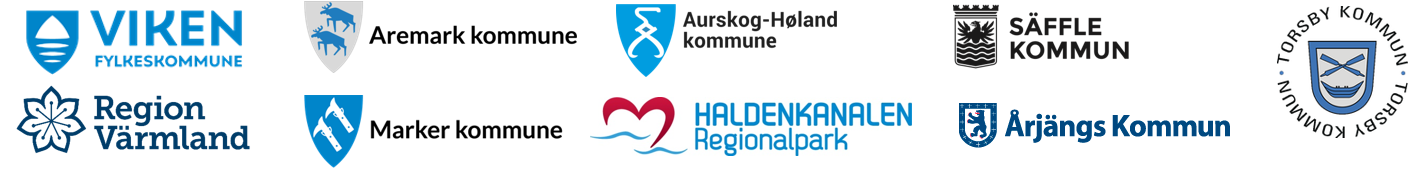 VIKEN
FYLKESKOMMUNE
Aremark kommune
Aurskog-Høland
kommune
SÄFFLE
KOMMUN
TORSBY KOMMUN • TORSBY KOMMUN •
Region
Värmland
Marker kommune
HALDENKANALEN
Regionalpark
Årjängs Kommun